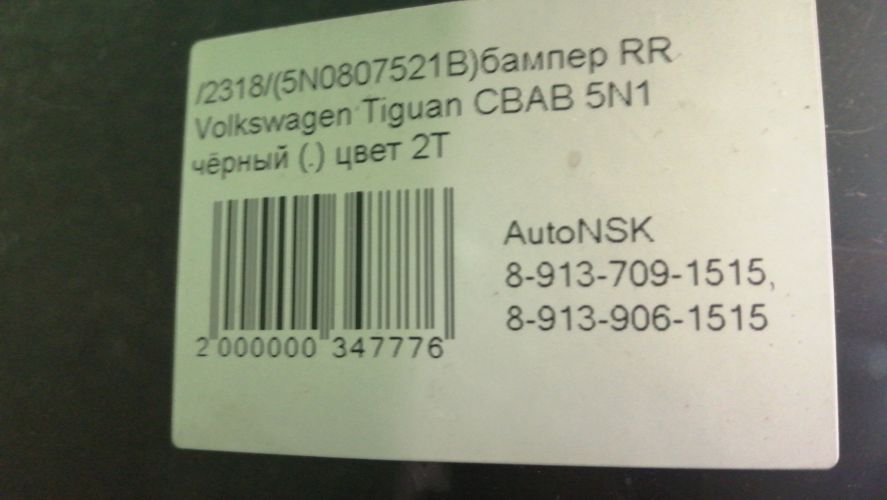 /2318/(5N0807521B)бампер RR
Volkswagen Tiguan CBAB 5N1
чёрный (.) цвет 2T
AutoNSK
8-913-709-1515,
8-913-906-1515
2 000000 347776